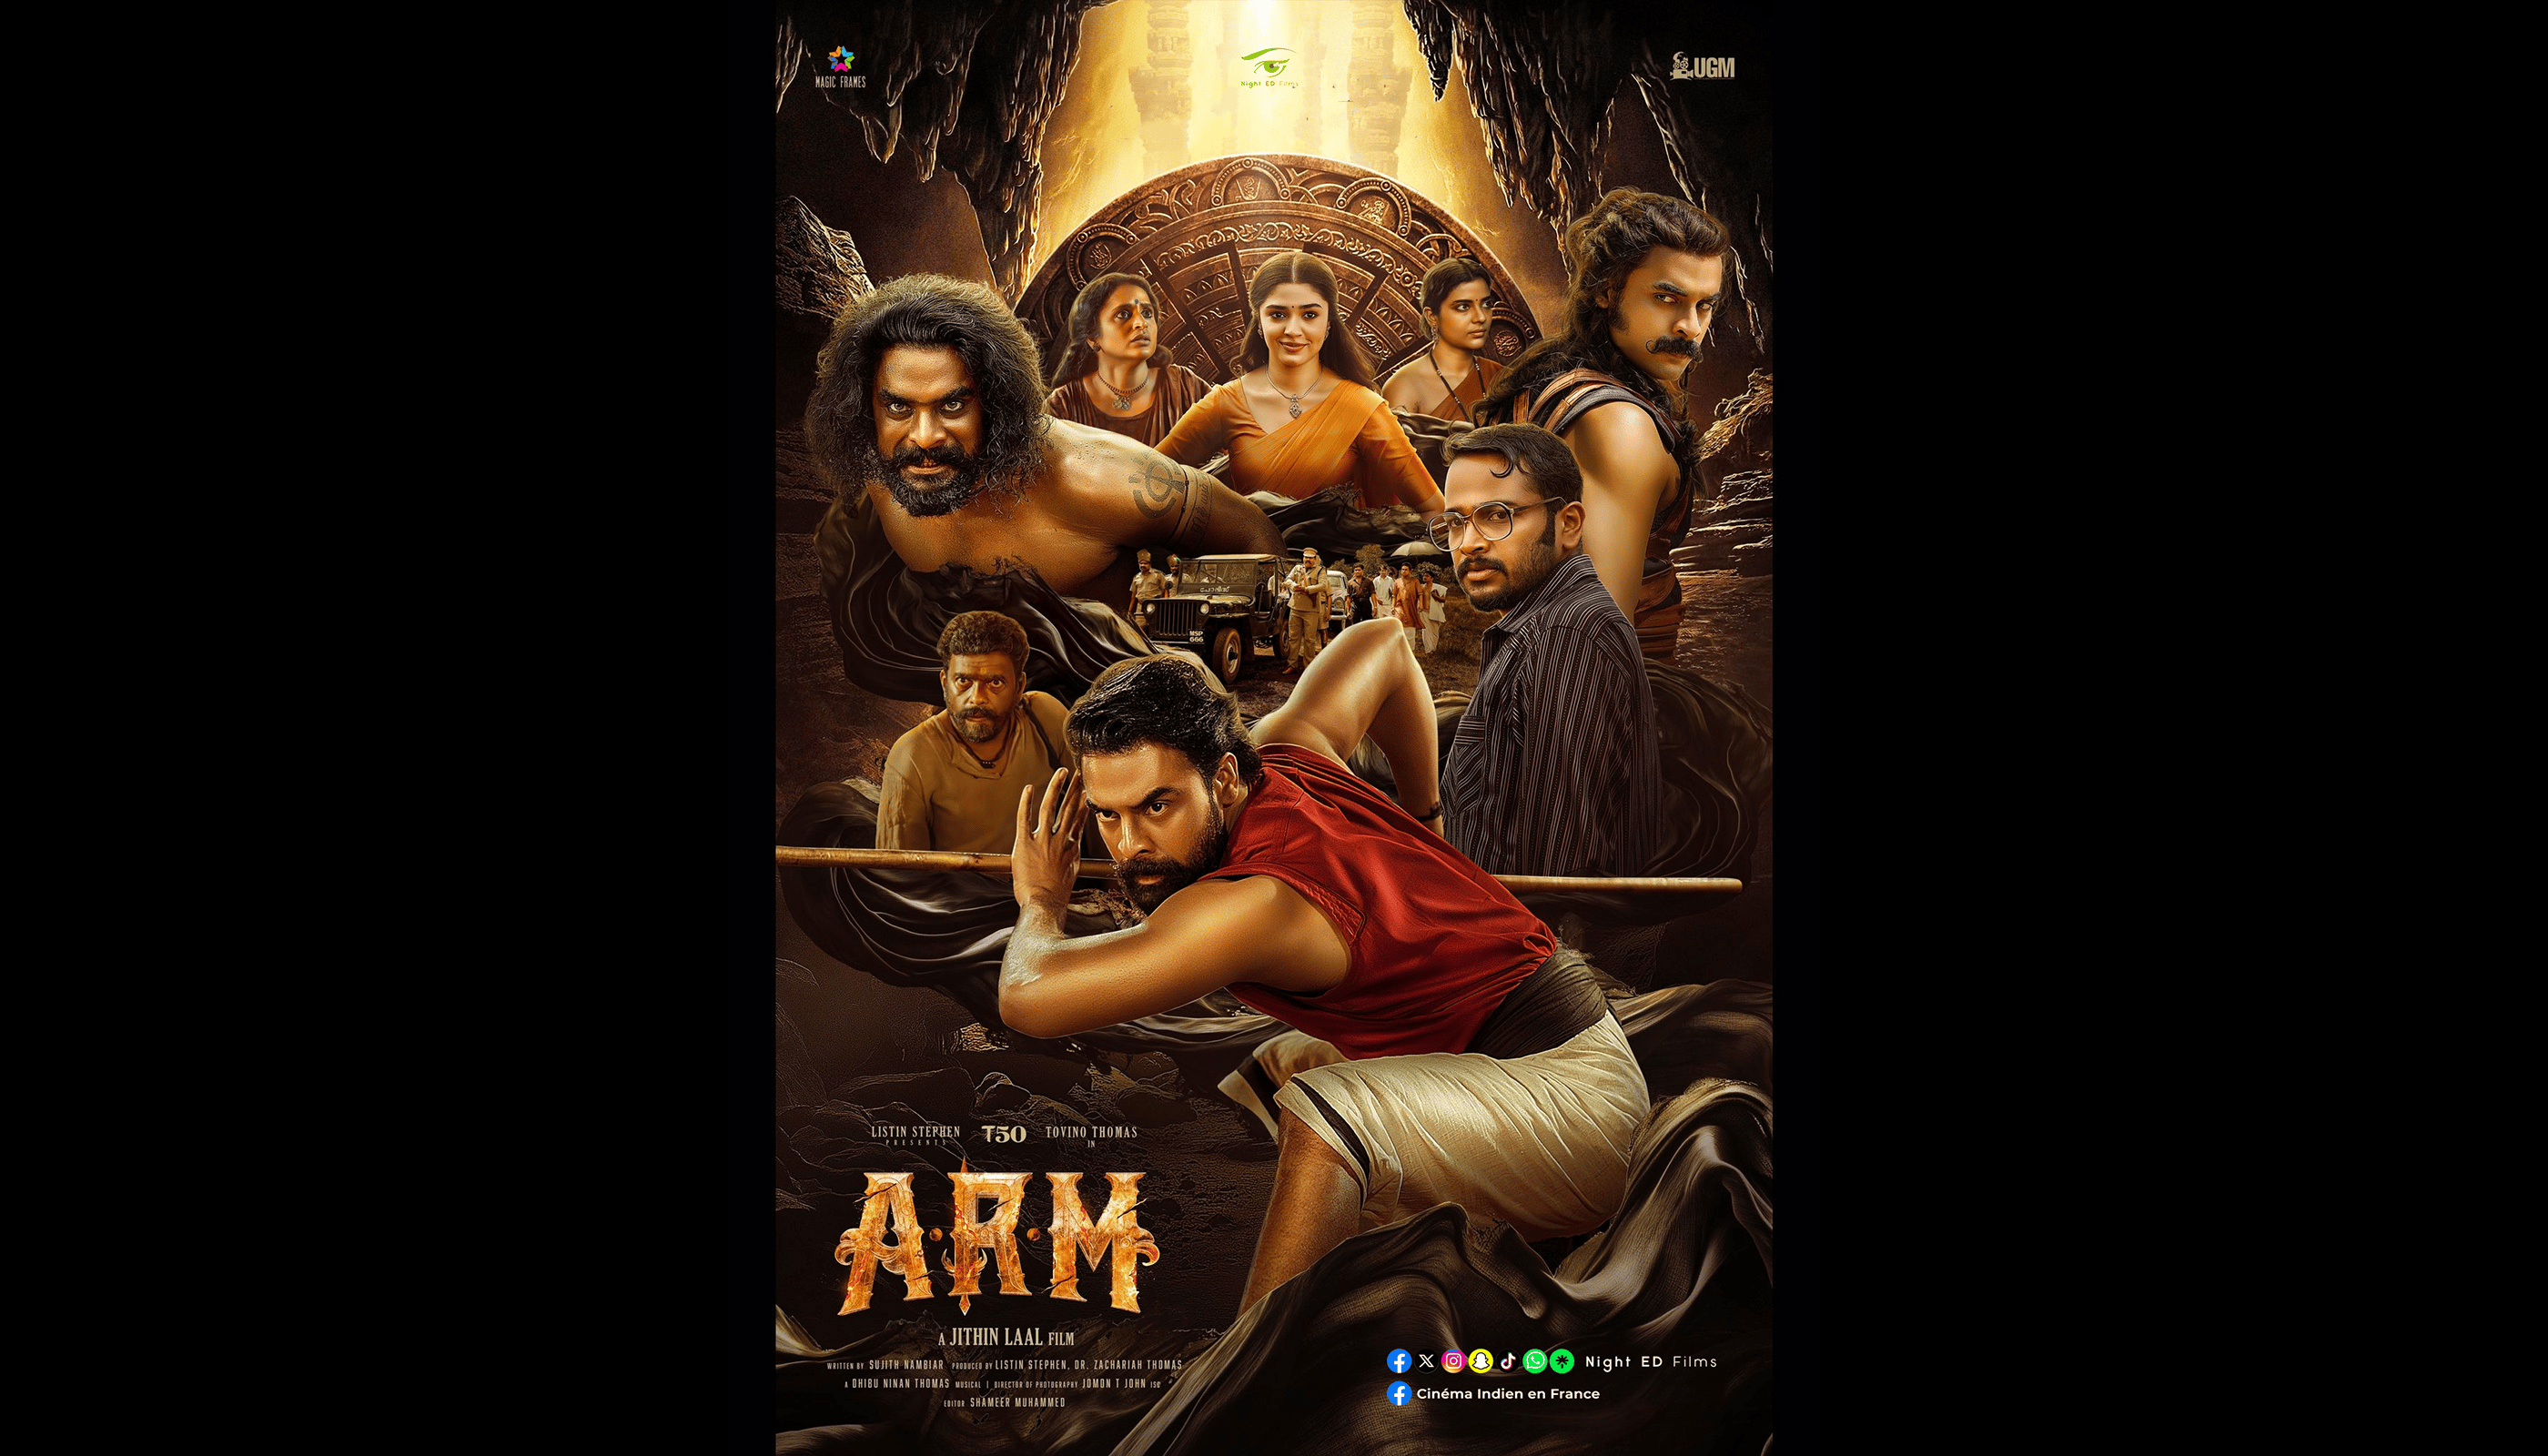 MAGIC FRAMES
Night ED Films
UGM
പോലീസ്
MSP
666
LISTIN STEPHEN
PRESENTS
T50
TOVINO THOMAS
IN
A.R.M
A JITHIN LAAL FILM
WRITTEN BY SUJITH NAMBIAR PRODUCED BY LISTIN STEPHEN, DR. ZACHARIAH THOMAS
A DHIBU NINAN THOMAS MUSICAL | DIRECTOR OF PHOTOGRAPHY JOMON T JOHN ISC
EDITOR SHAMEER MUHAMMED
Night ED Films
Cinéma Indien en France